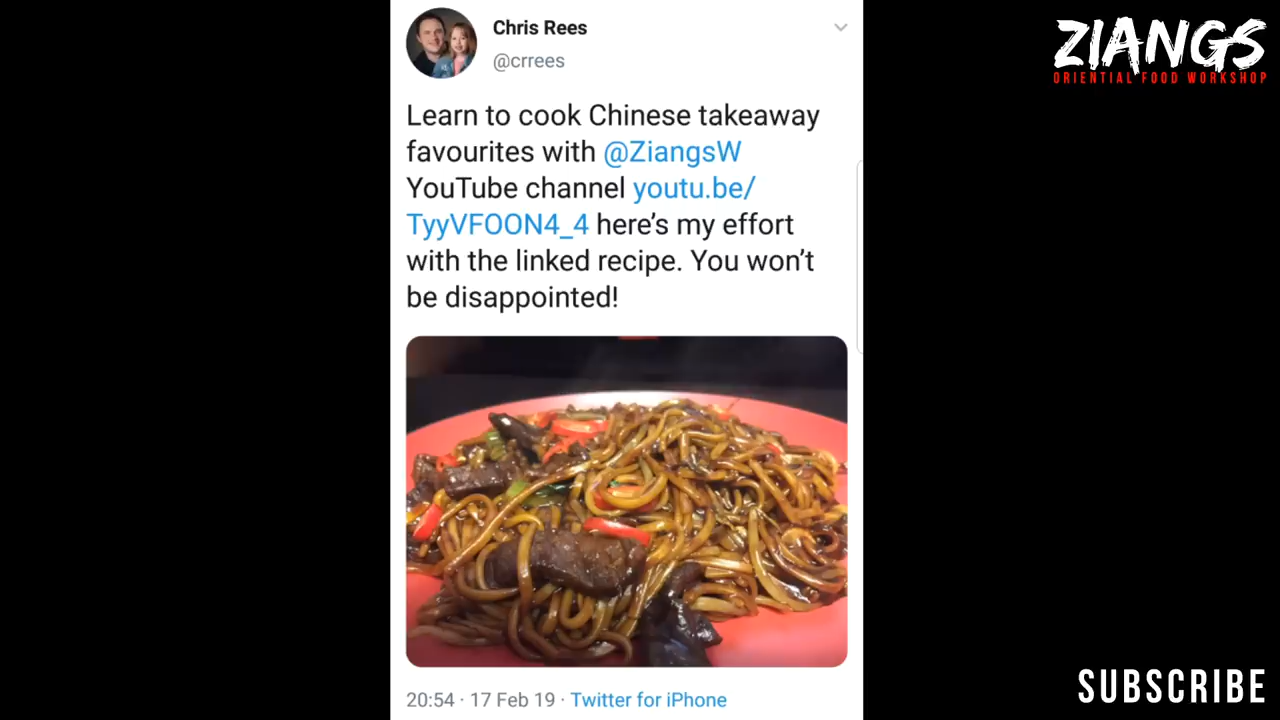 Chris Rees
@crrees
Learn to cook Chinese takeaway
favourites with @ZiangsW
YouTube channel youtu.be/
TyyVFOON4_4 here’s my effort
with the linked recipe. You won’t
be disappointed!
20:54 · 17 Feb 19 · Twitter for iPhone
ZIANGS
ORIENTIAL FOOD WORKSHOP
SUBSCRIBE